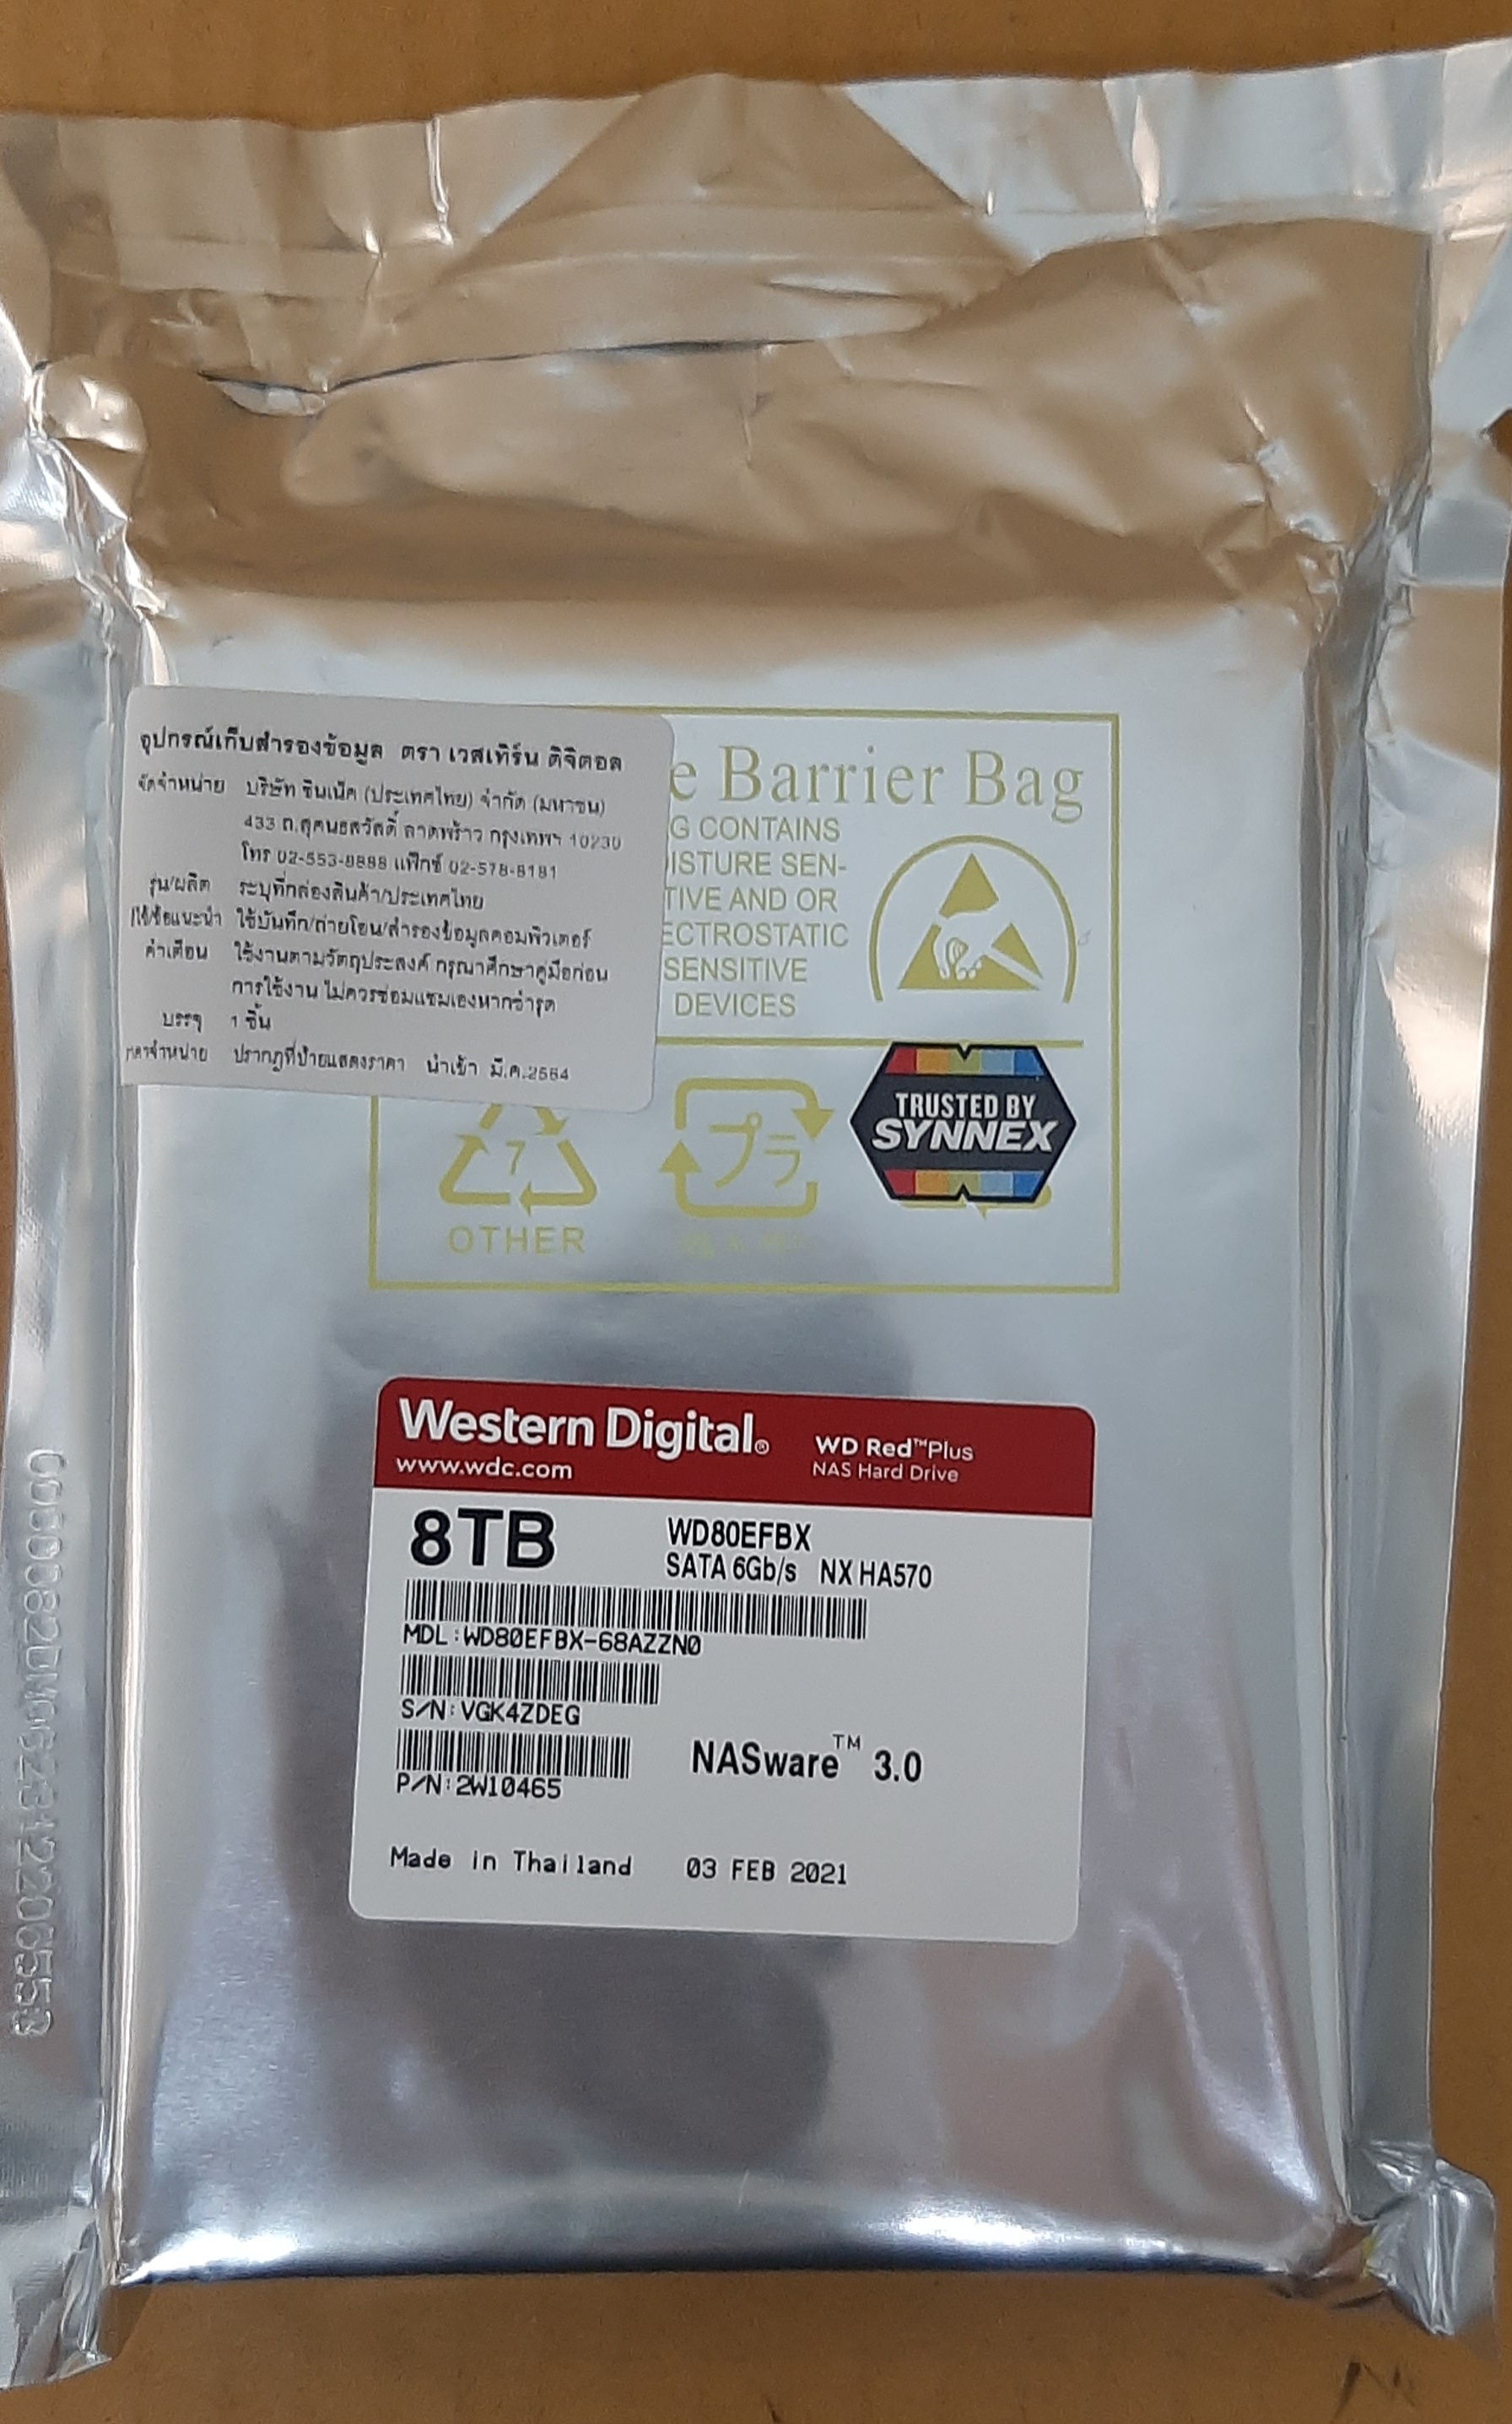 อุปกรณ์เก็บสำรองข้อมูล ตรา เวสเทิร์น ดิจิตอล
จัดจำหน่าย บริษัท ซินเน็ค (ประเทศไทย) จำกัด (มหาชน)
433 ถ.สุคนธสวัสดิ์ ลาดพร้าว กรุงเทพฯ 10230
โทร 02-553-8888 แฟ๊กซ์ 02-578-8181
รุ่น/ผลิต ระบุที่กล่องสินค้า/ประเทศไทย
ใช้บันทึก/ถ่ายโอน/สำรองข้อมูลคอมพิวเตอร์
คำเตือน ใช้งานตามวัตถุประสงค์ กรุณาศึกษาคู่มือก่อน
การใช้งาน ไม่ควรซ่อมแซมเองหากชำรุด
บรรจุ 1 ชิ้น
ปรากฏที่ป้ายแสดงราคา นำเข้า มี.ค.2564
e Barrier Bag
G CONTAINS
ISTURE SEN-
TIVE AND OR
ECTROSTATIC
SENSITIVE
DEVICES
TRUSTED BY
SYNNEX
7
プラ
OTHER
Western Digital®
WD Red™Plus
www.wdc.com
NAS Hard Drive
8TB
WD80EFBX
SATA 6Gb/s NX HA570
MDL:WD80EFBX-68AZZN0
S/N:VGK4ZDEG
P/N:2W10465
NASware™ 3.0
Made in Thailand 03 FEB 2021